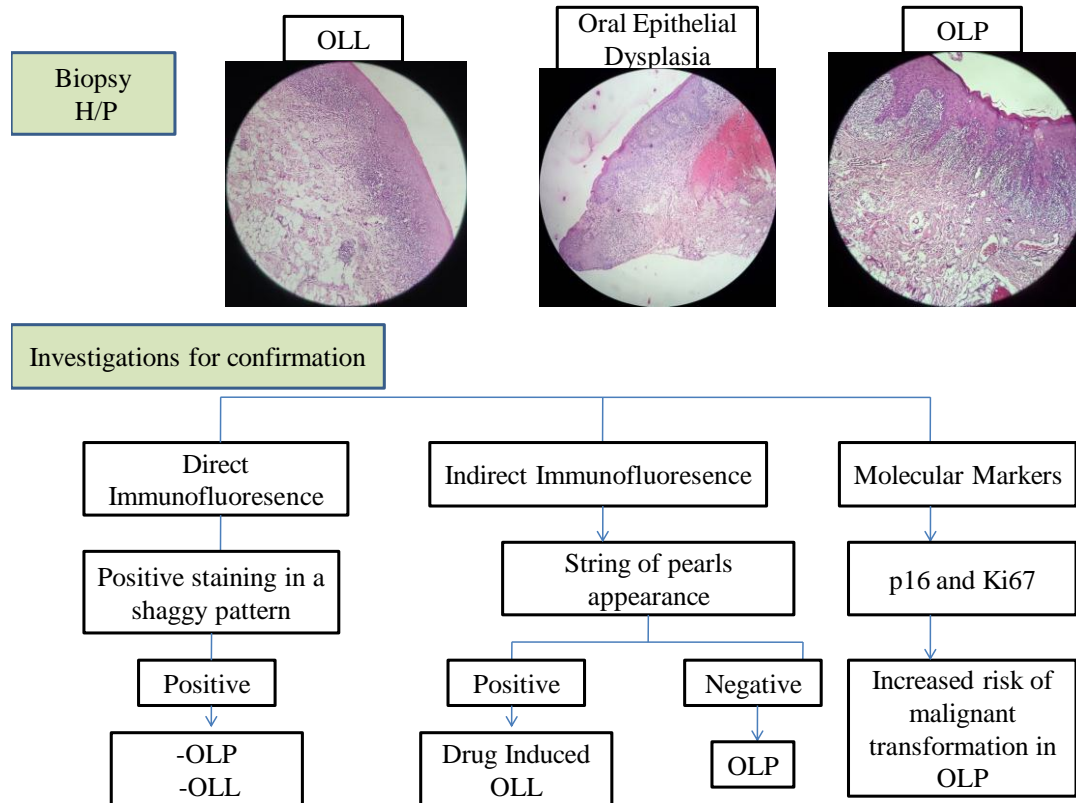 OLL
Oral Epithelial
Dysplasia
OLP
Biopsy
H/P
Investigations for confirmation
Direct
Immunofluoresence
Indirect Immunofluoresence
Molecular Markers
Positive staining in a
shaggy pattern
String of pearls
appearance
p16 and Ki67
Positive
Positive
Negative
Increased risk of
malignant
transformation in
OLP
-OLP
-OLL
Drug Induced
OLL
OLP